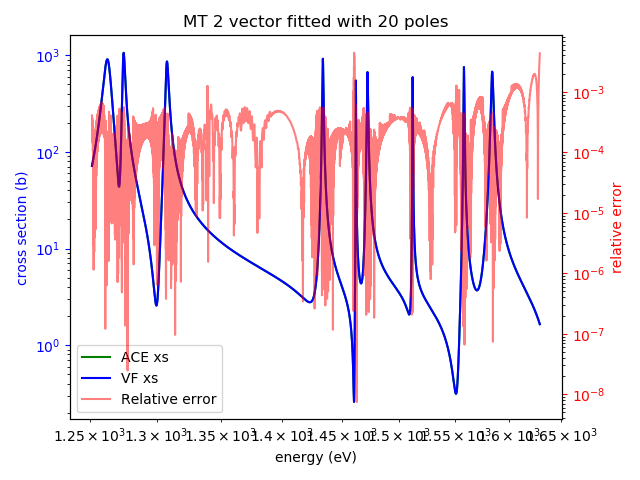 MT 2 vector fitted with 20 poles
10³
10²
10¹
10⁰
cross section (b)
10⁻³
10⁻⁴
10⁻⁵
10⁻⁶
10⁻⁷
10⁻⁸
relative error
ACE xs
VF xs
Relative error
1.25×10³ 1.3×10³ 1.35×10³ 1.4×10³ 1.45×10³ 1.5×10³ 1.55×10³ 1.6×10³ 1.65×10³
energy (eV)